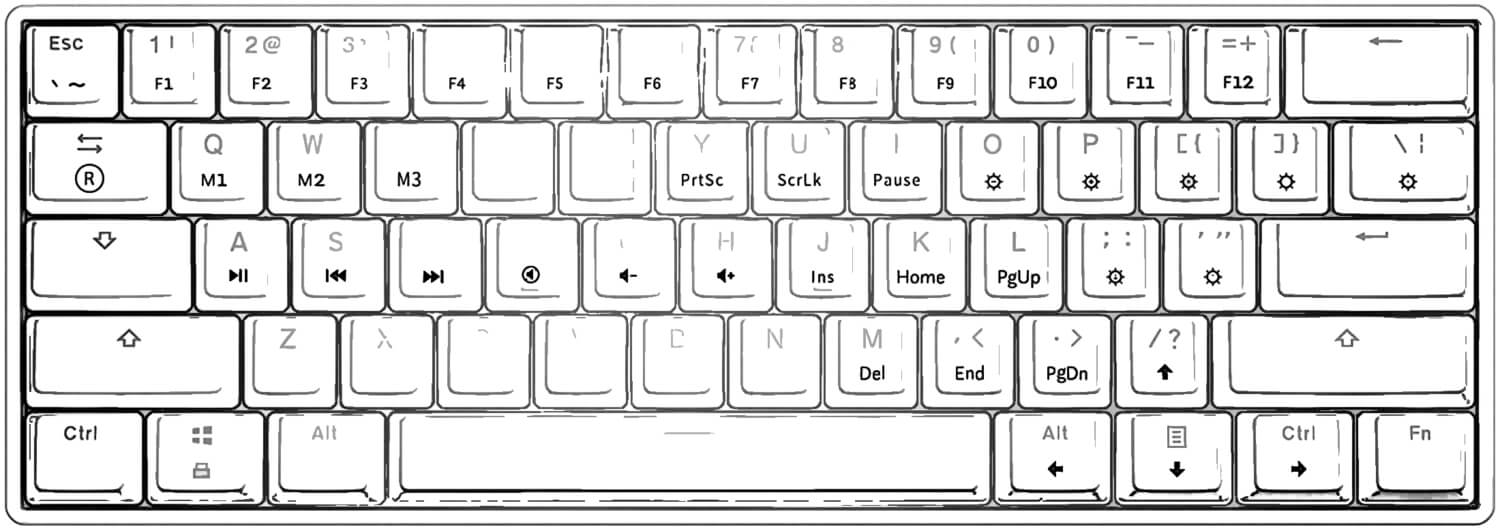 Esc 1! 2@ 3 7 8 9( 0) -— =+ ←
`~ F1 F2 F3 F4 F5 F6 F7 F8 F9 F10 F11 F12
Q W Y U I O P [{ ]} \¦
R M1 M2 M3 PrtSc ScrLk Pause
A S H J K L ;: '"
Ins Home PgUp
Z X N M ,< .> /?
Del End PgDn
Ctrl Alt Alt Ctrl Fn